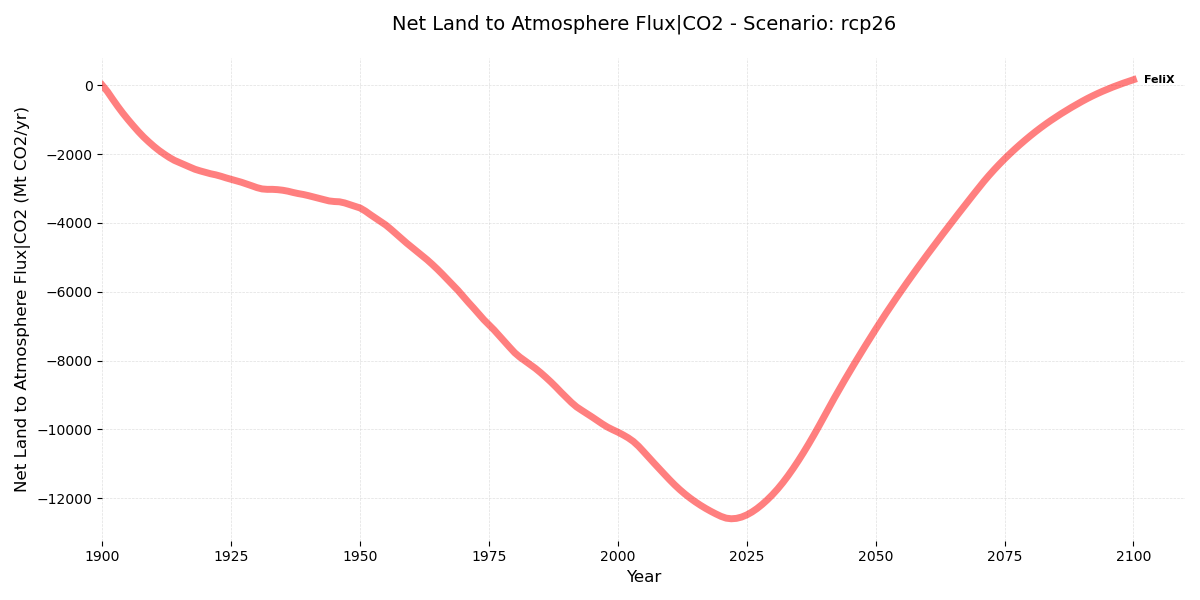 Net Land to Atmosphere Flux|CO2 - Scenario: rcp26
Net Land to Atmosphere Flux|CO2 (Mt CO2/yr)
0
−2000
−4000
−6000
−8000
−10000
−12000
FeliX
1900 1925 1950 1975 2000 2025 2050 2075 2100
Year